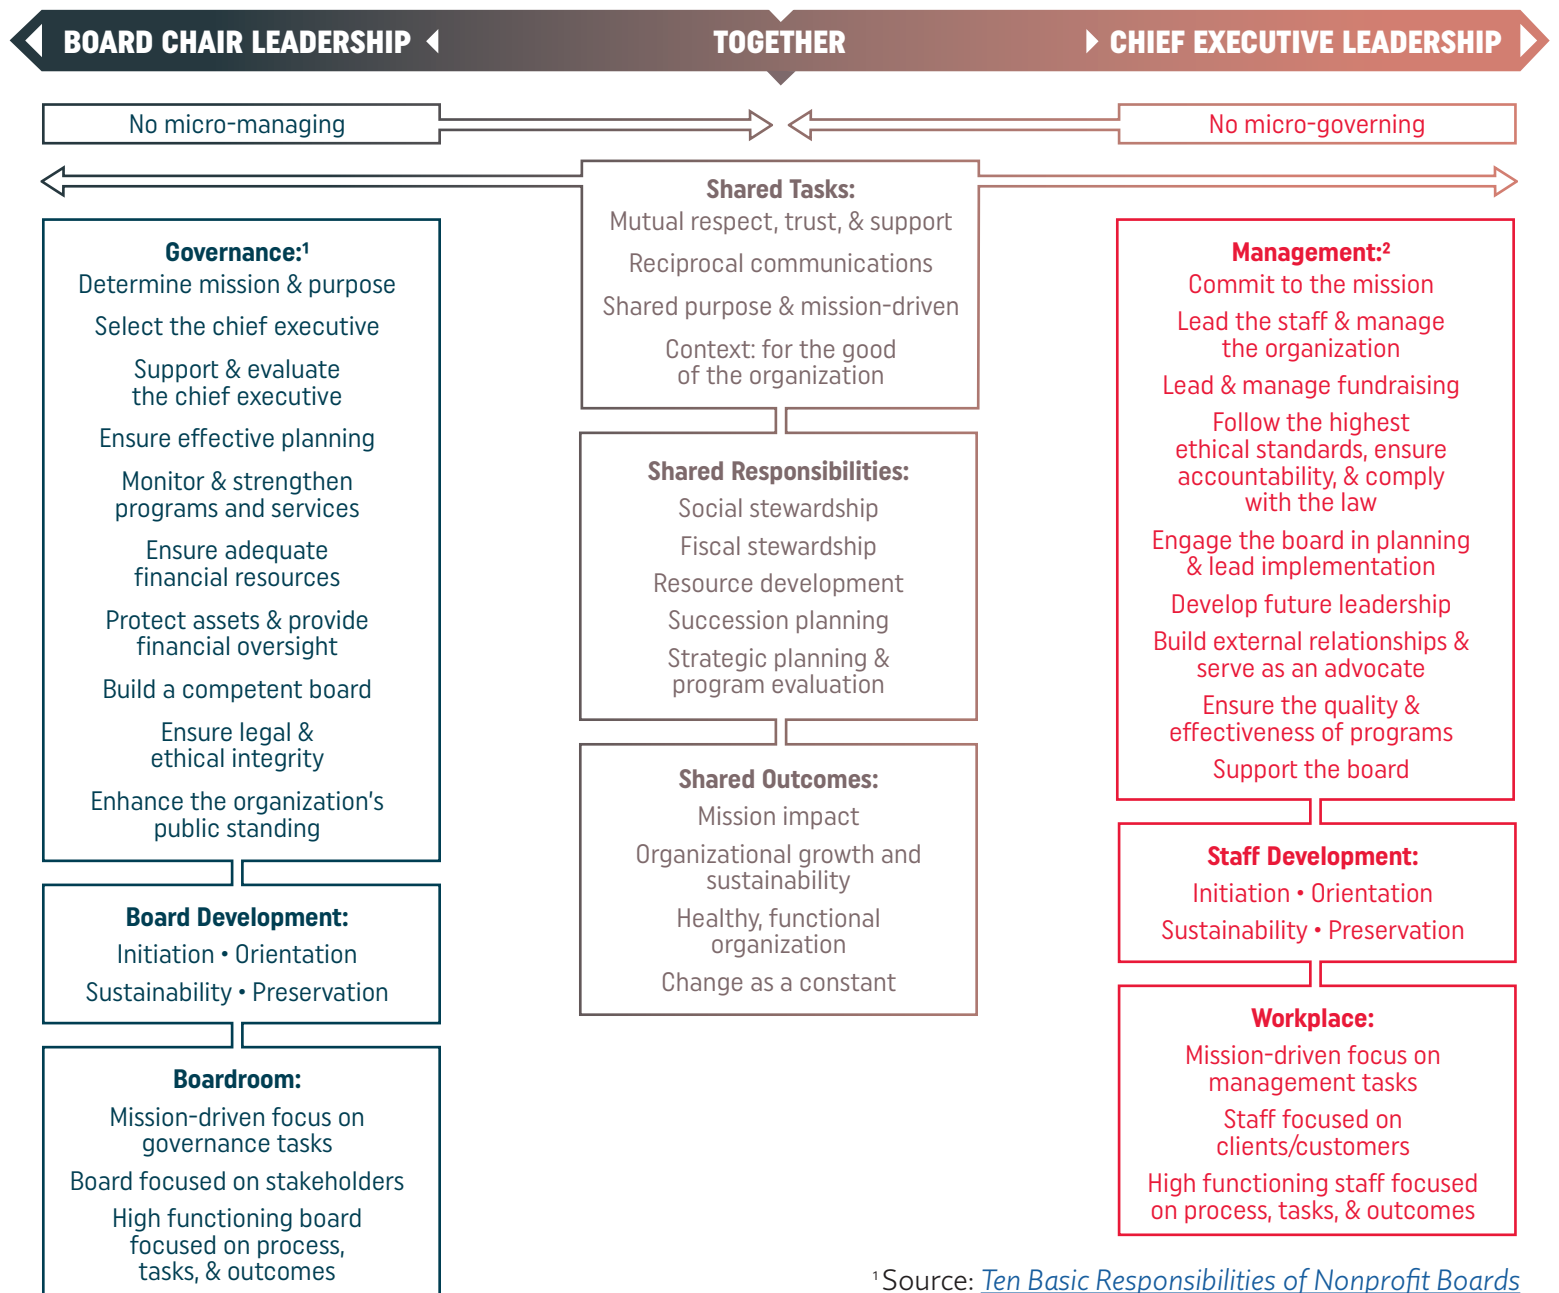 BOARD CHAIR LEADERSHIP
TOGETHER
CHIEF EXECUTIVE LEADERSHIP
No micro-managing
No micro-governing
Governance:¹
Determine mission & purpose
Select the chief executive
Support & evaluate
the chief executive
Ensure effective planning
Monitor & strengthen
programs and services
Ensure adequate
financial resources
Protect assets & provide
financial oversight
Build a competent board
Ensure legal &
ethical integrity
Enhance the organization's
public standing
Board Development:
Initiation • Orientation
Sustainability • Preservation
Boardroom:
Mission-driven focus on
governance tasks
Board focused on stakeholders
High functioning board
focused on process,
tasks, & outcomes
Shared Tasks:
Mutual respect, trust, & support
Reciprocal communications
Shared purpose & mission-driven
Context: for the good
of the organization
Shared Responsibilities:
Social stewardship
Fiscal stewardship
Resource development
Succession planning
Strategic planning &
program evaluation
Shared Outcomes:
Mission impact
Organizational growth and
sustainability
Healthy, functional
organization
Change as a constant
Management:²
Commit to the mission
Lead the staff & manage
the organization
Lead & manage fundraising
Follow the highest
ethical standards, ensure
accountability, & comply
with the law
Engage the board in planning
& lead implementation
Develop future leadership
Build external relationships &
serve as an advocate
Ensure the quality &
effectiveness of programs
Support the board
Staff Development:
Initiation • Orientation
Sustainability • Preservation
Workplace:
Mission-driven focus on
management tasks
Staff focused on
clients/customers
High functioning staff focused
on process, tasks, & outcomes
¹ Source: Ten Basic Responsibilities of Nonprofit Boards